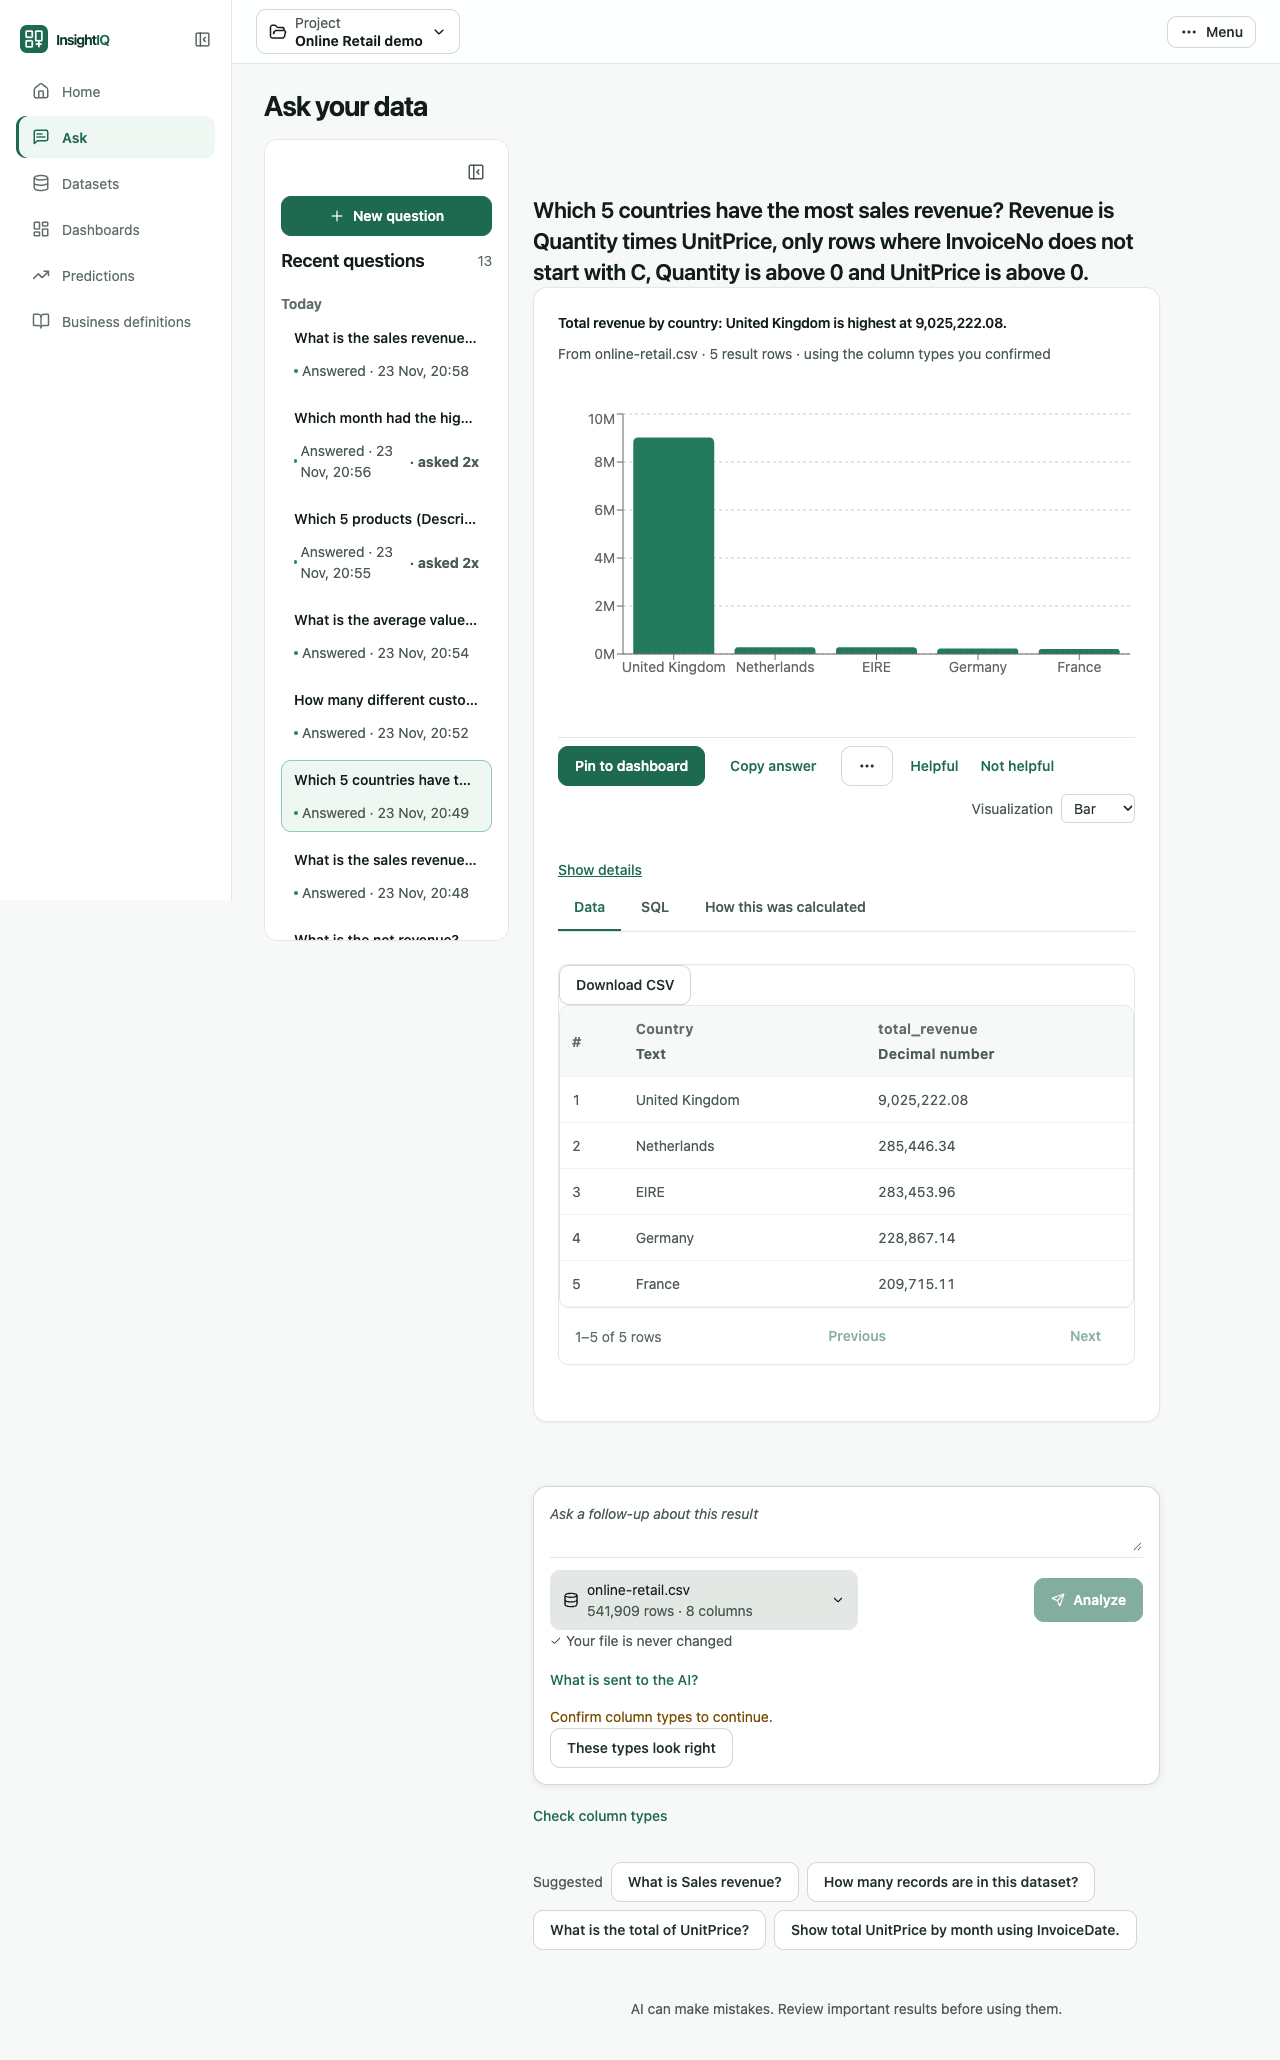 InsightIQ
Project
Online Retail demo
Menu
Home
Ask
Datasets
Dashboards
Predictions
Business definitions
Ask your data
New question
Recent questions 13
Today
What is the sales revenue...
Answered · 23 Nov, 20:58
Which month had the hig...
Answered · 23
Nov, 20:56
· asked 2x
Which 5 products (Descri...
Answered · 23
Nov, 20:55
· asked 2x
What is the average value...
Answered · 23 Nov, 20:54
How many different custo...
Answered · 23 Nov, 20:52
Which 5 countries have t...
Answered · 23 Nov, 20:49
What is the sales revenue...
Answered · 23 Nov, 20:48
What is the net revenue?
Which 5 countries have the most sales revenue? Revenue is
Quantity times UnitPrice, only rows where InvoiceNo does not
start with C, Quantity is above 0 and UnitPrice is above 0.
Total revenue by country: United Kingdom is highest at 9,025,222.08.
From online-retail.csv · 5 result rows · using the column types you confirmed
10M
8M
6M
4M
2M
0M
United Kingdom Netherlands EIRE Germany France
Pin to dashboard Copy answer ··· Helpful Not helpful
Visualization Bar
Show details
Data SQL How this was calculated
Download CSV
# Country total_revenue
Text Decimal number
1 United Kingdom 9,025,222.08
2 Netherlands 285,446.34
3 EIRE 283,453.96
4 Germany 228,867.14
5 France 209,715.11
1–5 of 5 rows Previous Next
Ask a follow-up about this result
online-retail.csv
541,909 rows · 8 columns
Analyze
✓ Your file is never changed
What is sent to the AI?
Confirm column types to continue.
These types look right
Check column types
Suggested What is Sales revenue? How many records are in this dataset?
What is the total of UnitPrice? Show total UnitPrice by month using InvoiceDate.
AI can make mistakes. Review important results before using them.